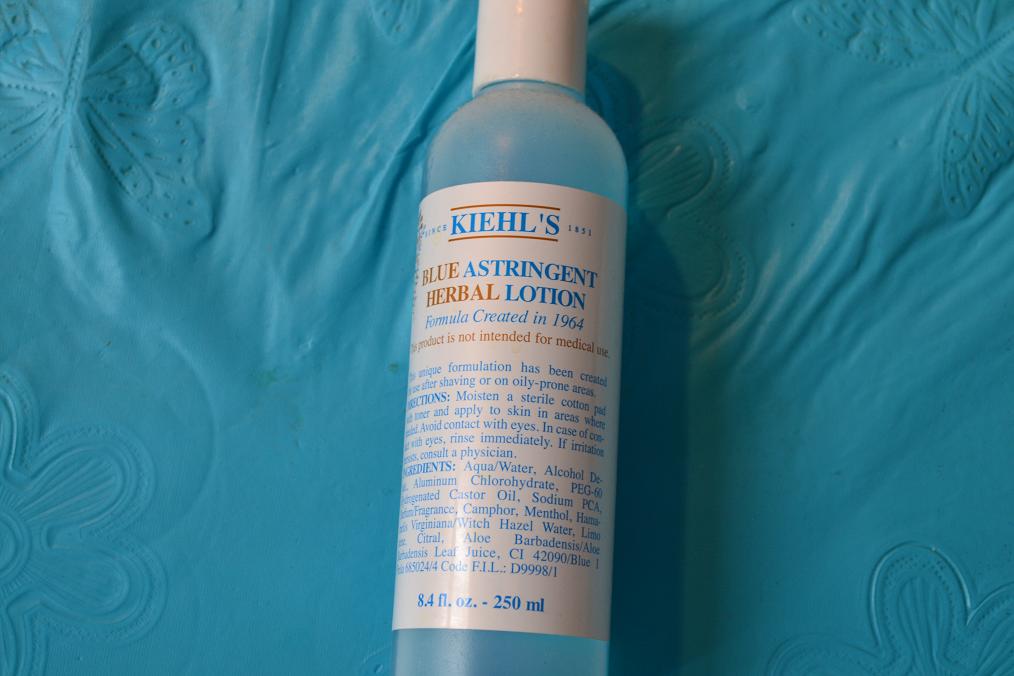 SINCE KIEHL'S 1851
BLUE ASTRINGENT
HERBAL LOTION
Formula Created in 1964
product is not intended for medical use.
unique formulation has been created
use after shaving or on oily-prone areas.
Moisten a sterile cotton pad
toner and apply to skin in areas where
Avoid contact with eyes. In case of con-
with eyes, rinse immediately. If irritation
consult a physician.
Aqua/Water, Alcohol De-
Aluminum Chlorohydrate, PEG-60
Castor Oil, Sodium PCA,
Camphor, Menthol, Hama-
Virginiana/Witch Hazel Water, Limo
Citral, Aloe Barbadensis/Aloe
Leaf Juice, CI 42090/Blue 1
685024/4 Code F.I.L.: D9998/1
8.4 fl. oz. - 250 ml